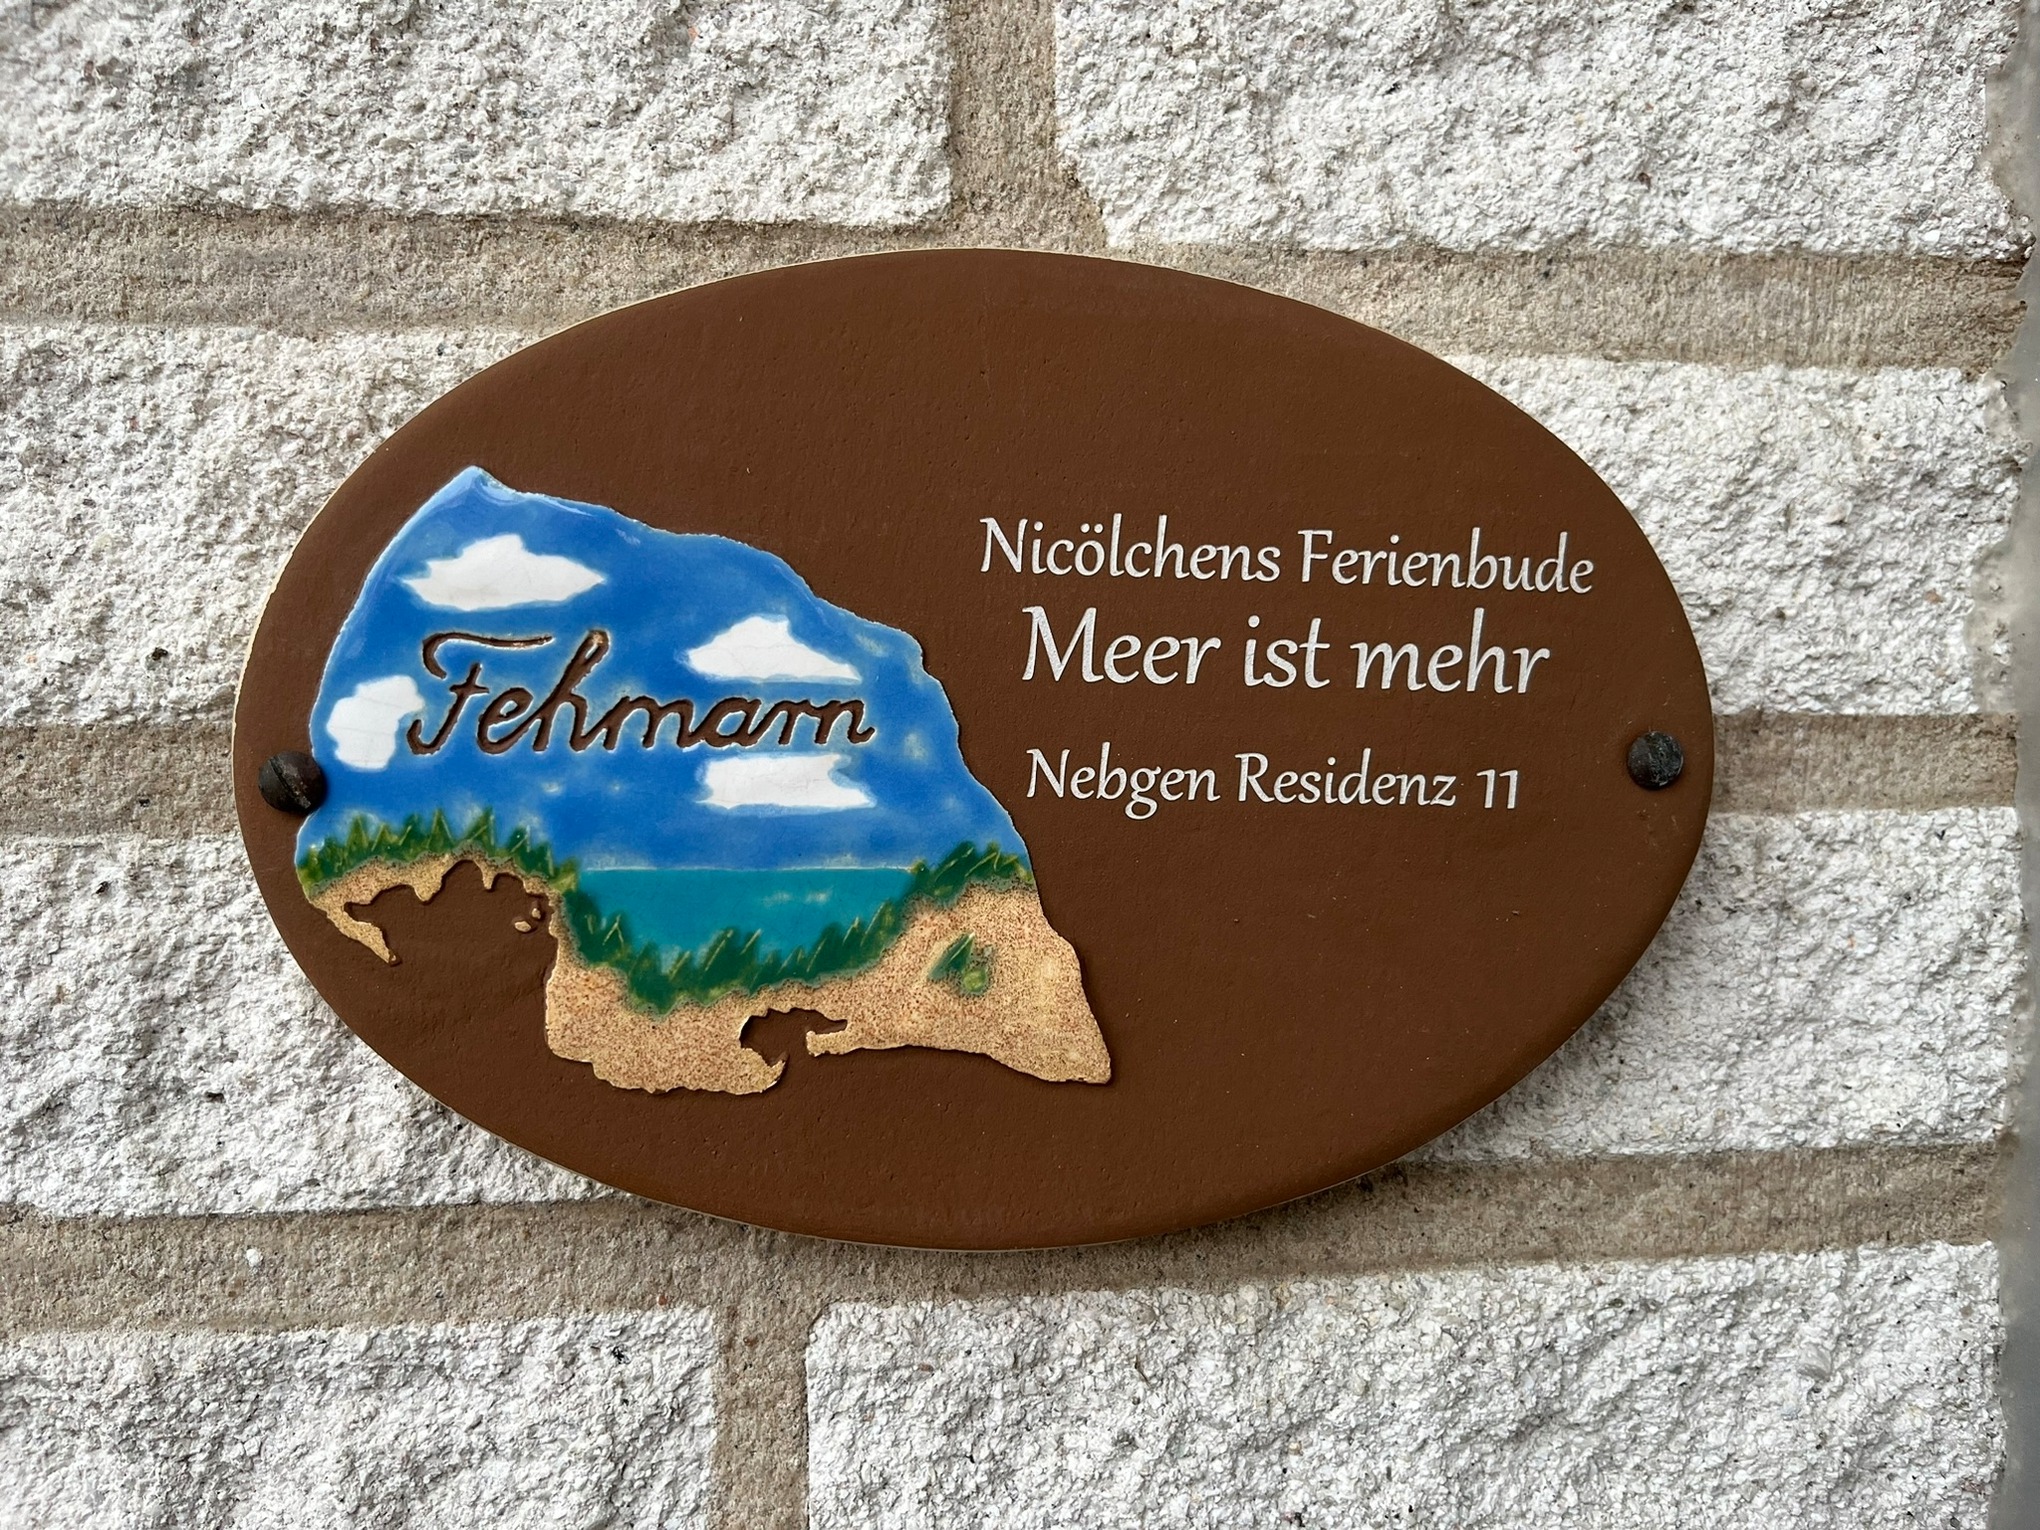 Fehmarn
Nicölchens Ferienbude
Meer ist mehr
Nebgen Residenz 11